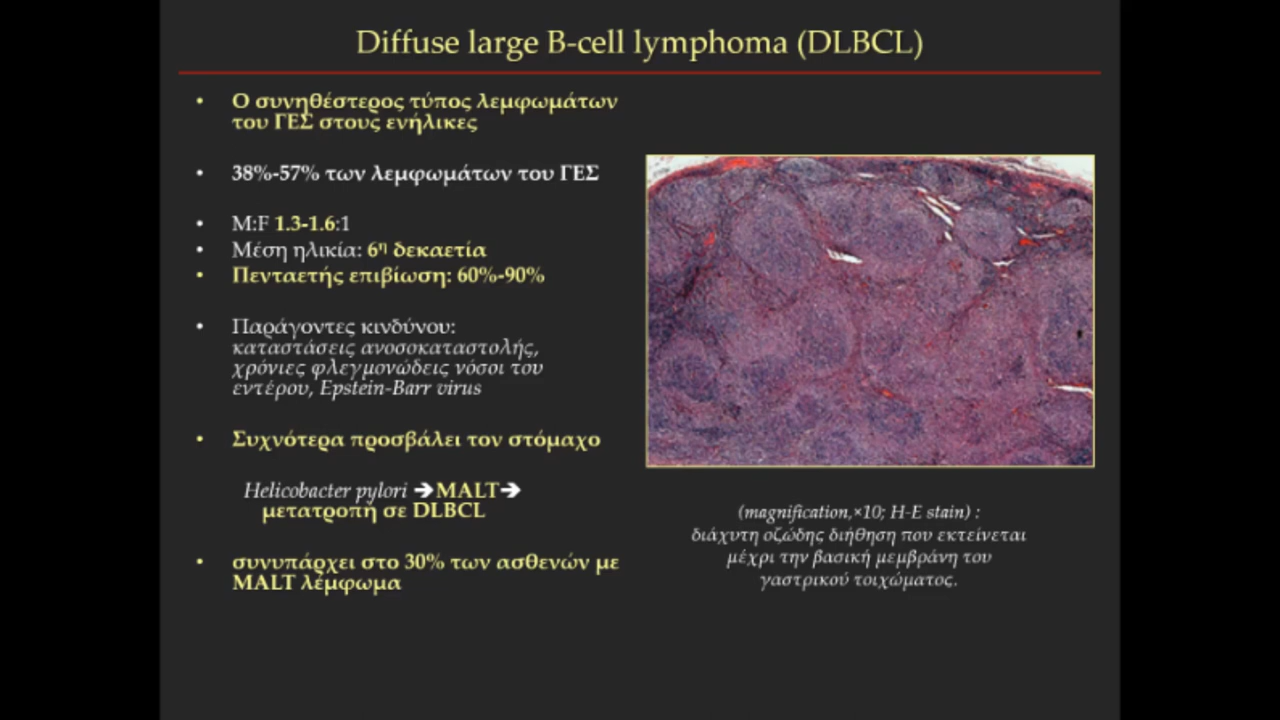 Diffuse large B-cell lymphoma (DLBCL)
• Ο συνηθέστερος τύπος λεμφωμάτων
του ΓΕΣ στους ενήλικες
• 38%-57% των λεμφωμάτων του ΓΕΣ
• M:F 1.3-1.6:1
• Μέση ηλικία: 6η δεκαετία
• Πενταετής επιβίωση: 60%-90%
• Παράγοντες κινδύνου:
καταστάσεις ανοσοκαταστολής,
χρόνιες φλεγμονώδεις νόσοι του
εντέρου, Epstein-Barr virus
• Συχνότερα προσβάλει τον στόμαχο
Helicobacter pylori ➔MALT➔
μετατροπή σε DLBCL
• συνυπάρχει στο 30% των ασθενών με
MALT λέμφωμα
(magnification,×10; H-E stain) :
διάχυτη οζώδης διήθηση που εκτείνεται
μέχρι την βασική μεμβράνη του
γαστρικού τοιχώματος.